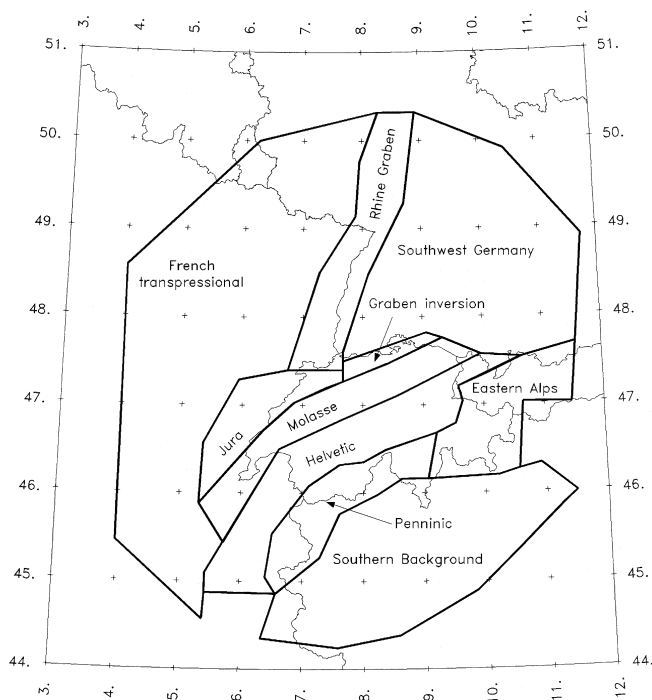 3. 4. 5. 6. 7. 8. 9. 10. 11. 12.
51. 51.
50. 50.
Rhine Graben
49. 49.
Southwest Germany
French
transpressional
Graben inversion
48. 48.
Eastern Alps
47. 47.
Molasse
Jura
Helvetic
46. 46.
Penninic
Southern Background
45. 45.
44. 44.
3. 4. 5. 6. 7. 8. 9. 10. 11. 12.